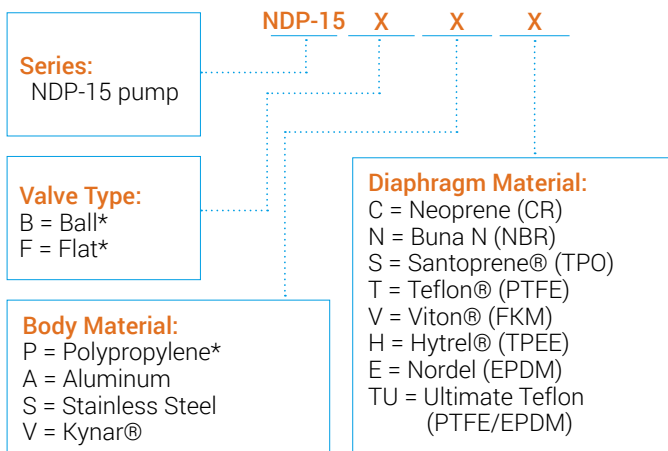 NDP-15 X X X
Series:
NDP-15 pump
Valve Type:
B = Ball*
F = Flat*
Body Material:
P = Polypropylene*
A = Aluminum
S = Stainless Steel
V = Kynar®
Diaphragm Material:
C = Neoprene (CR)
N = Buna N (NBR)
S = Santoprene® (TPO)
T = Teflon® (PTFE)
V = Viton® (FKM)
H = Hytrel® (TPEE)
E = Nordel (EPDM)
TU = Ultimate Teflon
(PTFE/EPDM)